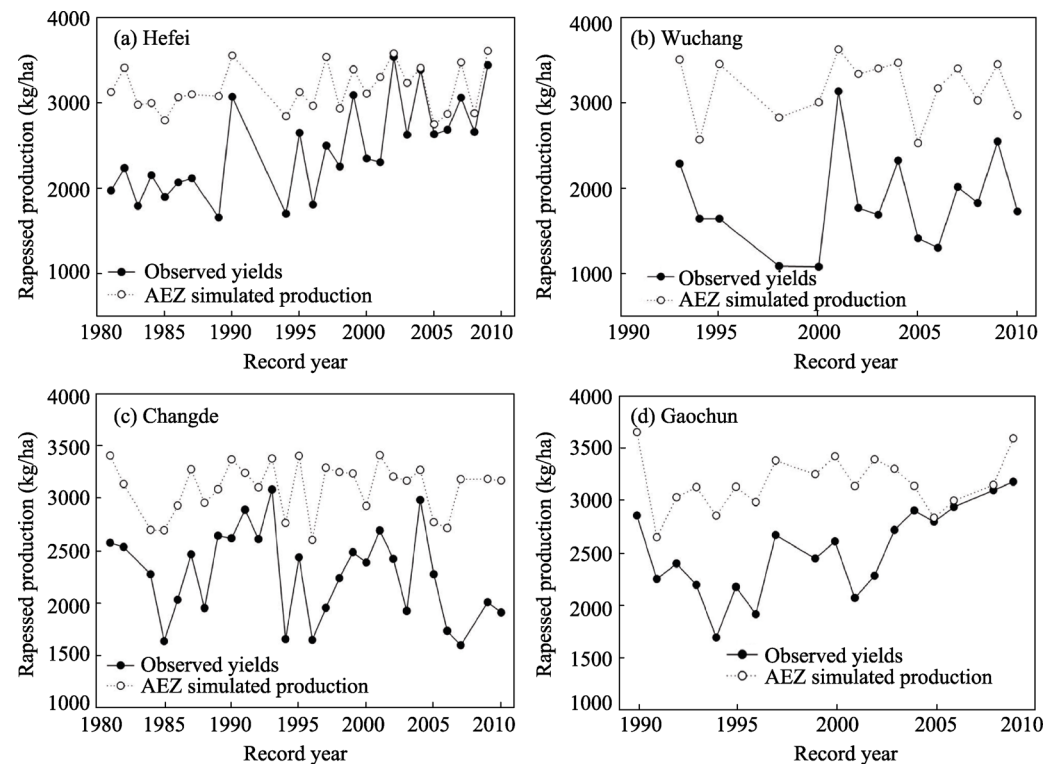 (a) Hefei
Rapessed production (kg/ha)
4000
3000
2000
1000
Observed yields
AEZ simulated production
1980 1985 1990 1995 2000 2005 2010
Record year
(b) Wuchang
Rapessed production (kg/ha)
4000
3000
2000
1000
Observed yields
AEZ simulated production
1990 1995 2000 2005 2010
Record year
(c) Changde
Rapessed production (kg/ha)
4000
3500
3000
2500
2000
1500
1000
Observed yields
AEZ simulated production
1980 1985 1990 1995 2000 2005 2010
Record year
(d) Gaochun
Rapessed production (kg/ha)
4000
3500
3000
2500
2000
1500
1000
Observed yields
AEZ simulated production
1990 1995 2000 2005 2010
Record year